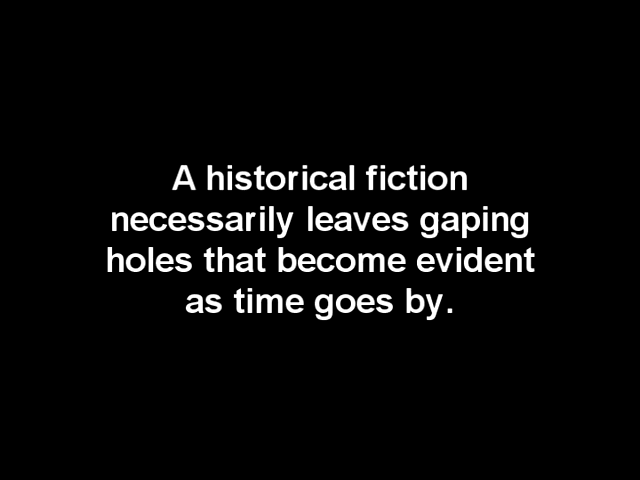 A historical fiction
necessarily leaves gaping
holes that become evident
as time goes by.